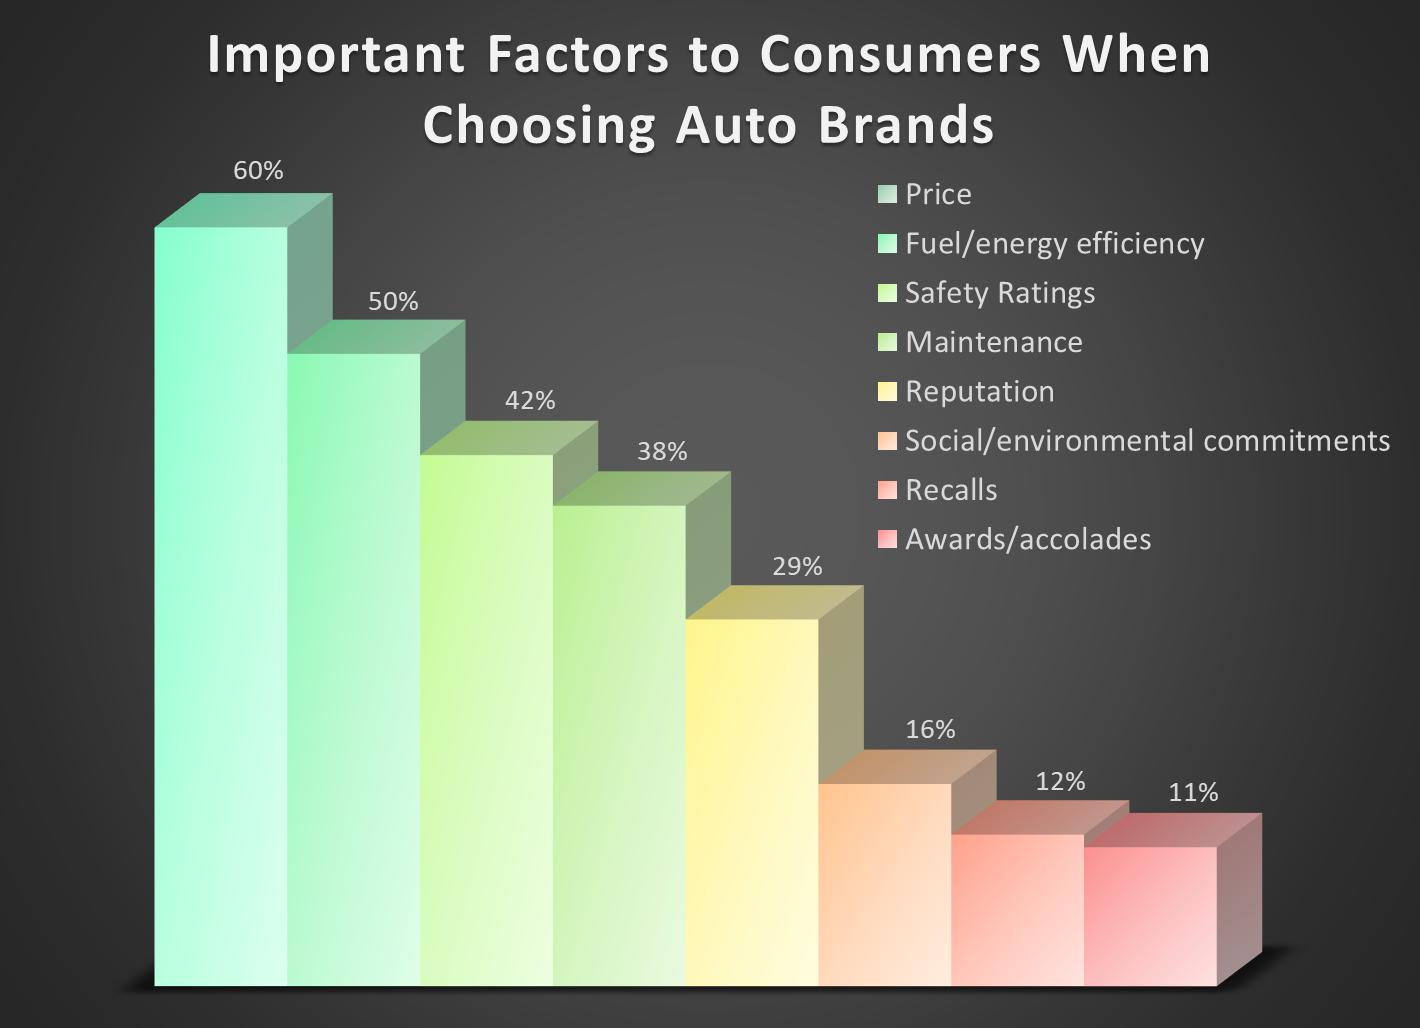 Important Factors to Consumers When
Choosing Auto Brands
60%
50%
42%
38%
29%
16%
12%
11%
Price
Fuel/energy efficiency
Safety Ratings
Maintenance
Reputation
Social/environmental commitments
Recalls
Awards/accolades